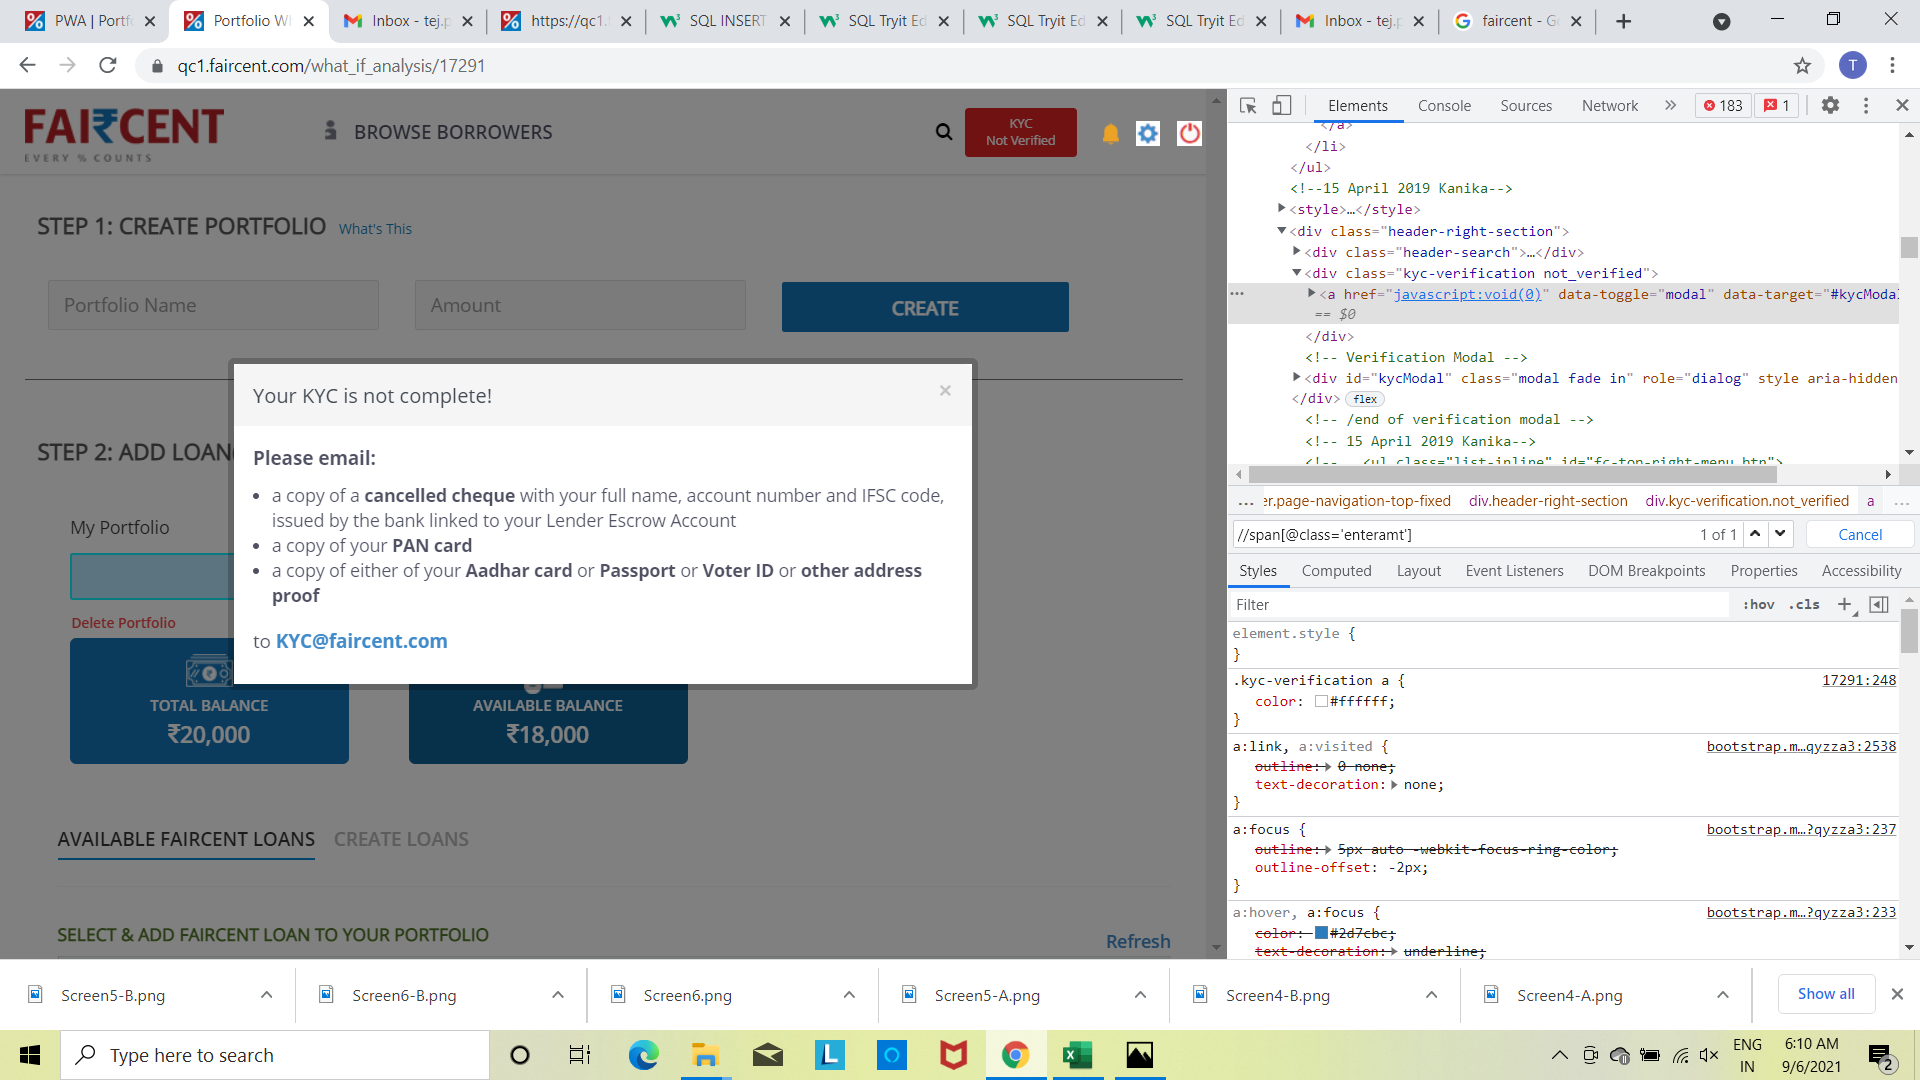 PWA | Portf
Portfolio W
Inbox - tej.p
https://qc1.
SQL INSERT
SQL Tryit Ed
SQL Tryit Ed
SQL Tryit Ed
Inbox - tej.p
faircent - G
qc1.faircent.com/what_if_analysis/17291
T
FAIRCENT
EVERY % COUNTS
BROWSE BORROWERS
KYC
Not Verified
STEP 1: CREATE PORTFOLIO What's This
Portfolio Name
Amount
CREATE
Your KYC is not complete!
×
Please email:
• a copy of a cancelled cheque with your full name, account number and IFSC code,
issued by the bank linked to your Lender Escrow Account
• a copy of your PAN card
• a copy of either of your Aadhar card or Passport or Voter ID or other address
proof
to KYC@faircent.com
STEP 2: ADD LOAN
My Portfolio
Delete Portfolio
TOTAL BALANCE
₹20,000
AVAILABLE BALANCE
₹18,000
AVAILABLE FAIRCENT LOANS
CREATE LOANS
SELECT & ADD FAIRCENT LOAN TO YOUR PORTFOLIO
Refresh
Elements
Console
Sources
Network
»
183
1
</a>
</li>
</ul>
<!--15 April 2019 Kanika-->
<style>…</style>
<div class="header-right-section">
<div class="header-search">…</div>
<div class="kyc-verification not_verified">
<a href="javascript:void(0)" data-toggle="modal" data-target="#kycModa
== $0
</div>
<!-- Verification Modal -->
<div id="kycModal" class="modal fade in" role="dialog" style aria-hidden
</div> flex
<!-- /end of verification modal -->
<!-- 15 April 2019 Kanika-->
<!-- <ul class="list-inline" id="fc-top-right-menu btn">
... er.page-navigation-top-fixed div.header-right-section div.kyc-verification.not_verified a ...
//span[@class='enteramt']
1 of 1
Cancel
Styles
Computed
Layout
Event Listeners
DOM Breakpoints
Properties
Accessibility
Filter
:hov
.cls
element.style {
}
.kyc-verification a {
17291:248
color: #ffffff;
}
a:link, a:visited {
bootstrap.m…qyzza3:2538
outline: 0 none;
text-decoration: none;
}
a:focus {
bootstrap.m…?qyzza3:237
outline: 5px auto -webkit-focus-ring-color;
outline-offset: -2px;
}
a:hover, a:focus {
bootstrap.m…?qyzza3:233
color: #2d7cbc;
text-decoration: underline;
Screen5-B.png
Screen6-B.png
Screen6.png
Screen5-A.png
Screen4-B.png
Screen4-A.png
Show all
Type here to search
L
ENG
IN
6:10 AM
9/6/2021
2